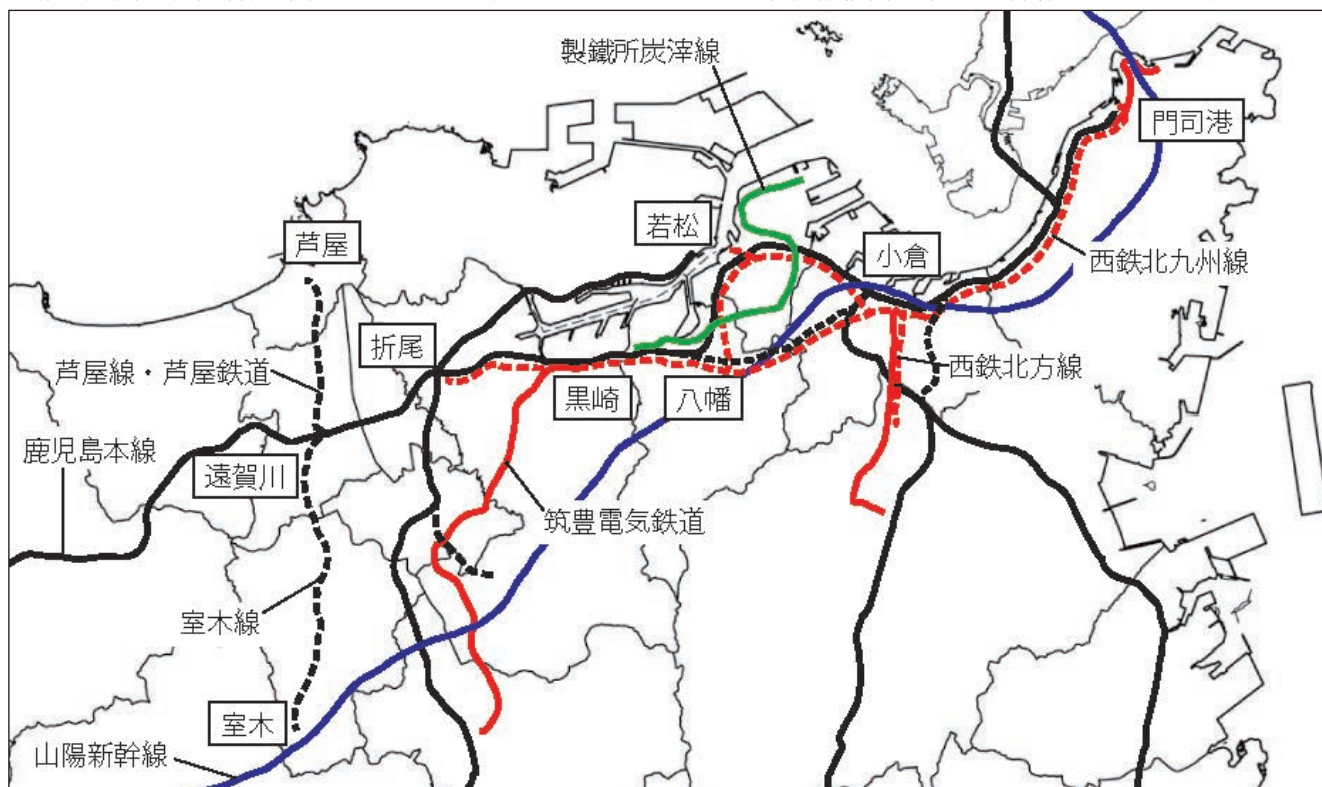 製鐵所炭滓線
門司港
若松
芦屋
小倉
西鉄北九州線
折尾
芦屋線・芦屋鉄道
西鉄北方線
黒崎
八幡
鹿児島本線
遠賀川
筑豊電気鉄道
室木線
室木
山陽新幹線